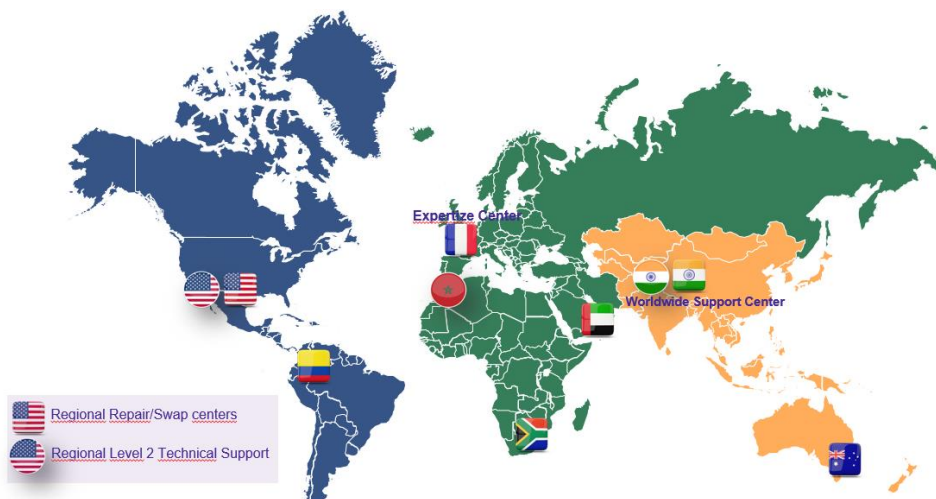 Expertize Center
Worldwide Support Center
Regional Repair/Swap centers
Regional Level 2 Technical Support